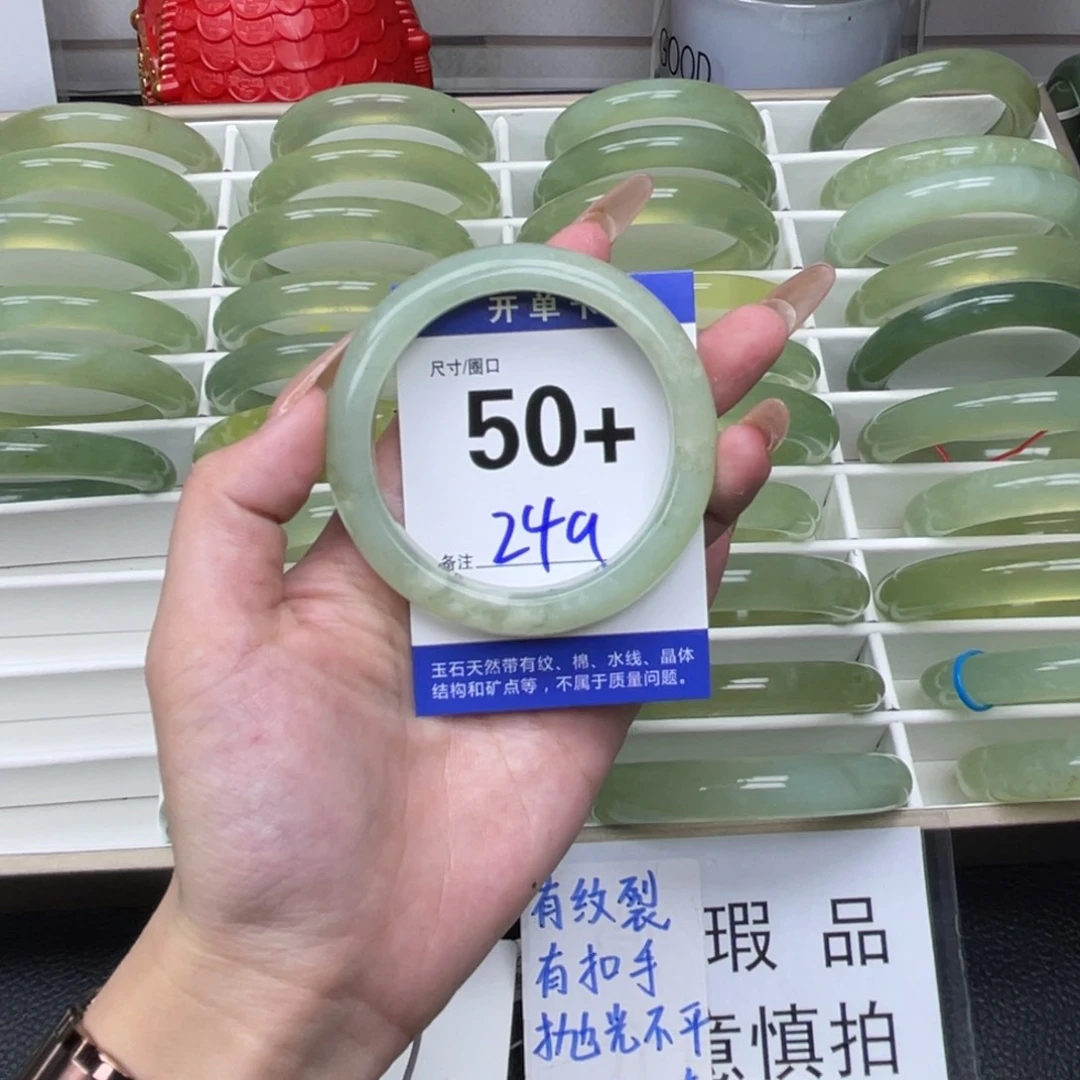 GOOD
开单卡
尺寸/圈口
50+
备注 249
玉石天然带有纹、棉、水线、晶体
结构和矿点等，不属于质量问题。
有纹裂
有扣手
抛光不平
瑕品
意慎拍